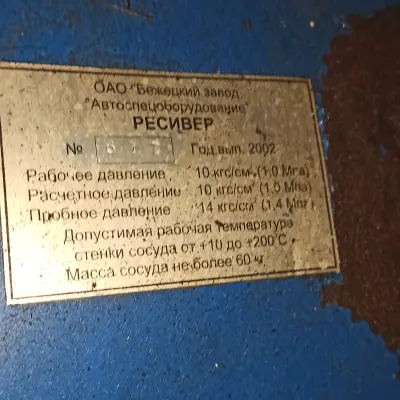 ОАО "Бежецкий завод
"Автоспецоборудование"
РЕСИВЕР
№ Год вып. 2002
Рабочее давление 10 кгс/см² (1,0 Мпа)
Расчетное давление 10 кгс/см² (1,0 Мпа)
Пробное давление 14 кгс/см² (1,4 Мпа)
Допустимая рабочая температура
стенки сосуда от +10 до +200°С
Масса сосуда не более 60 кг